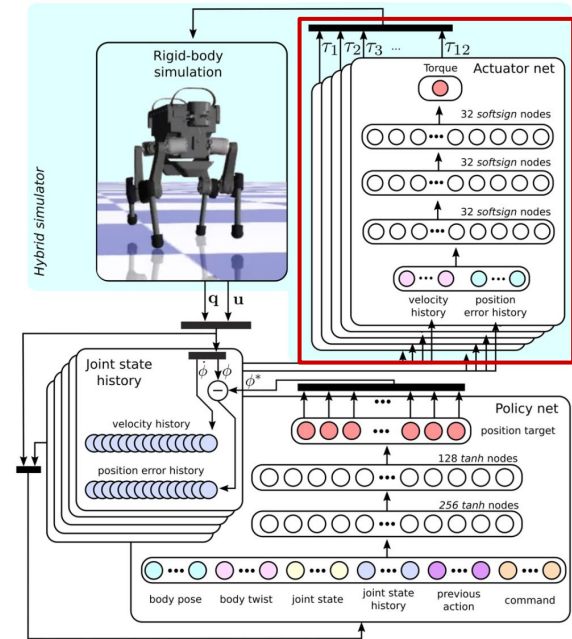 Hybrid simulator
Rigid-body
simulation
q u
τ1 τ2 τ3 ... τ12
Actuator net
Torque
32 softsign nodes
32 softsign nodes
32 softsign nodes
velocity
history
position
error history
Joint state
history
ϕ̇ ϕ
ϕ*
−
velocity history
position error history
Policy net
position target
128 tanh nodes
256 tanh nodes
body pose
body twist
joint state
joint state
history
previous
action
command